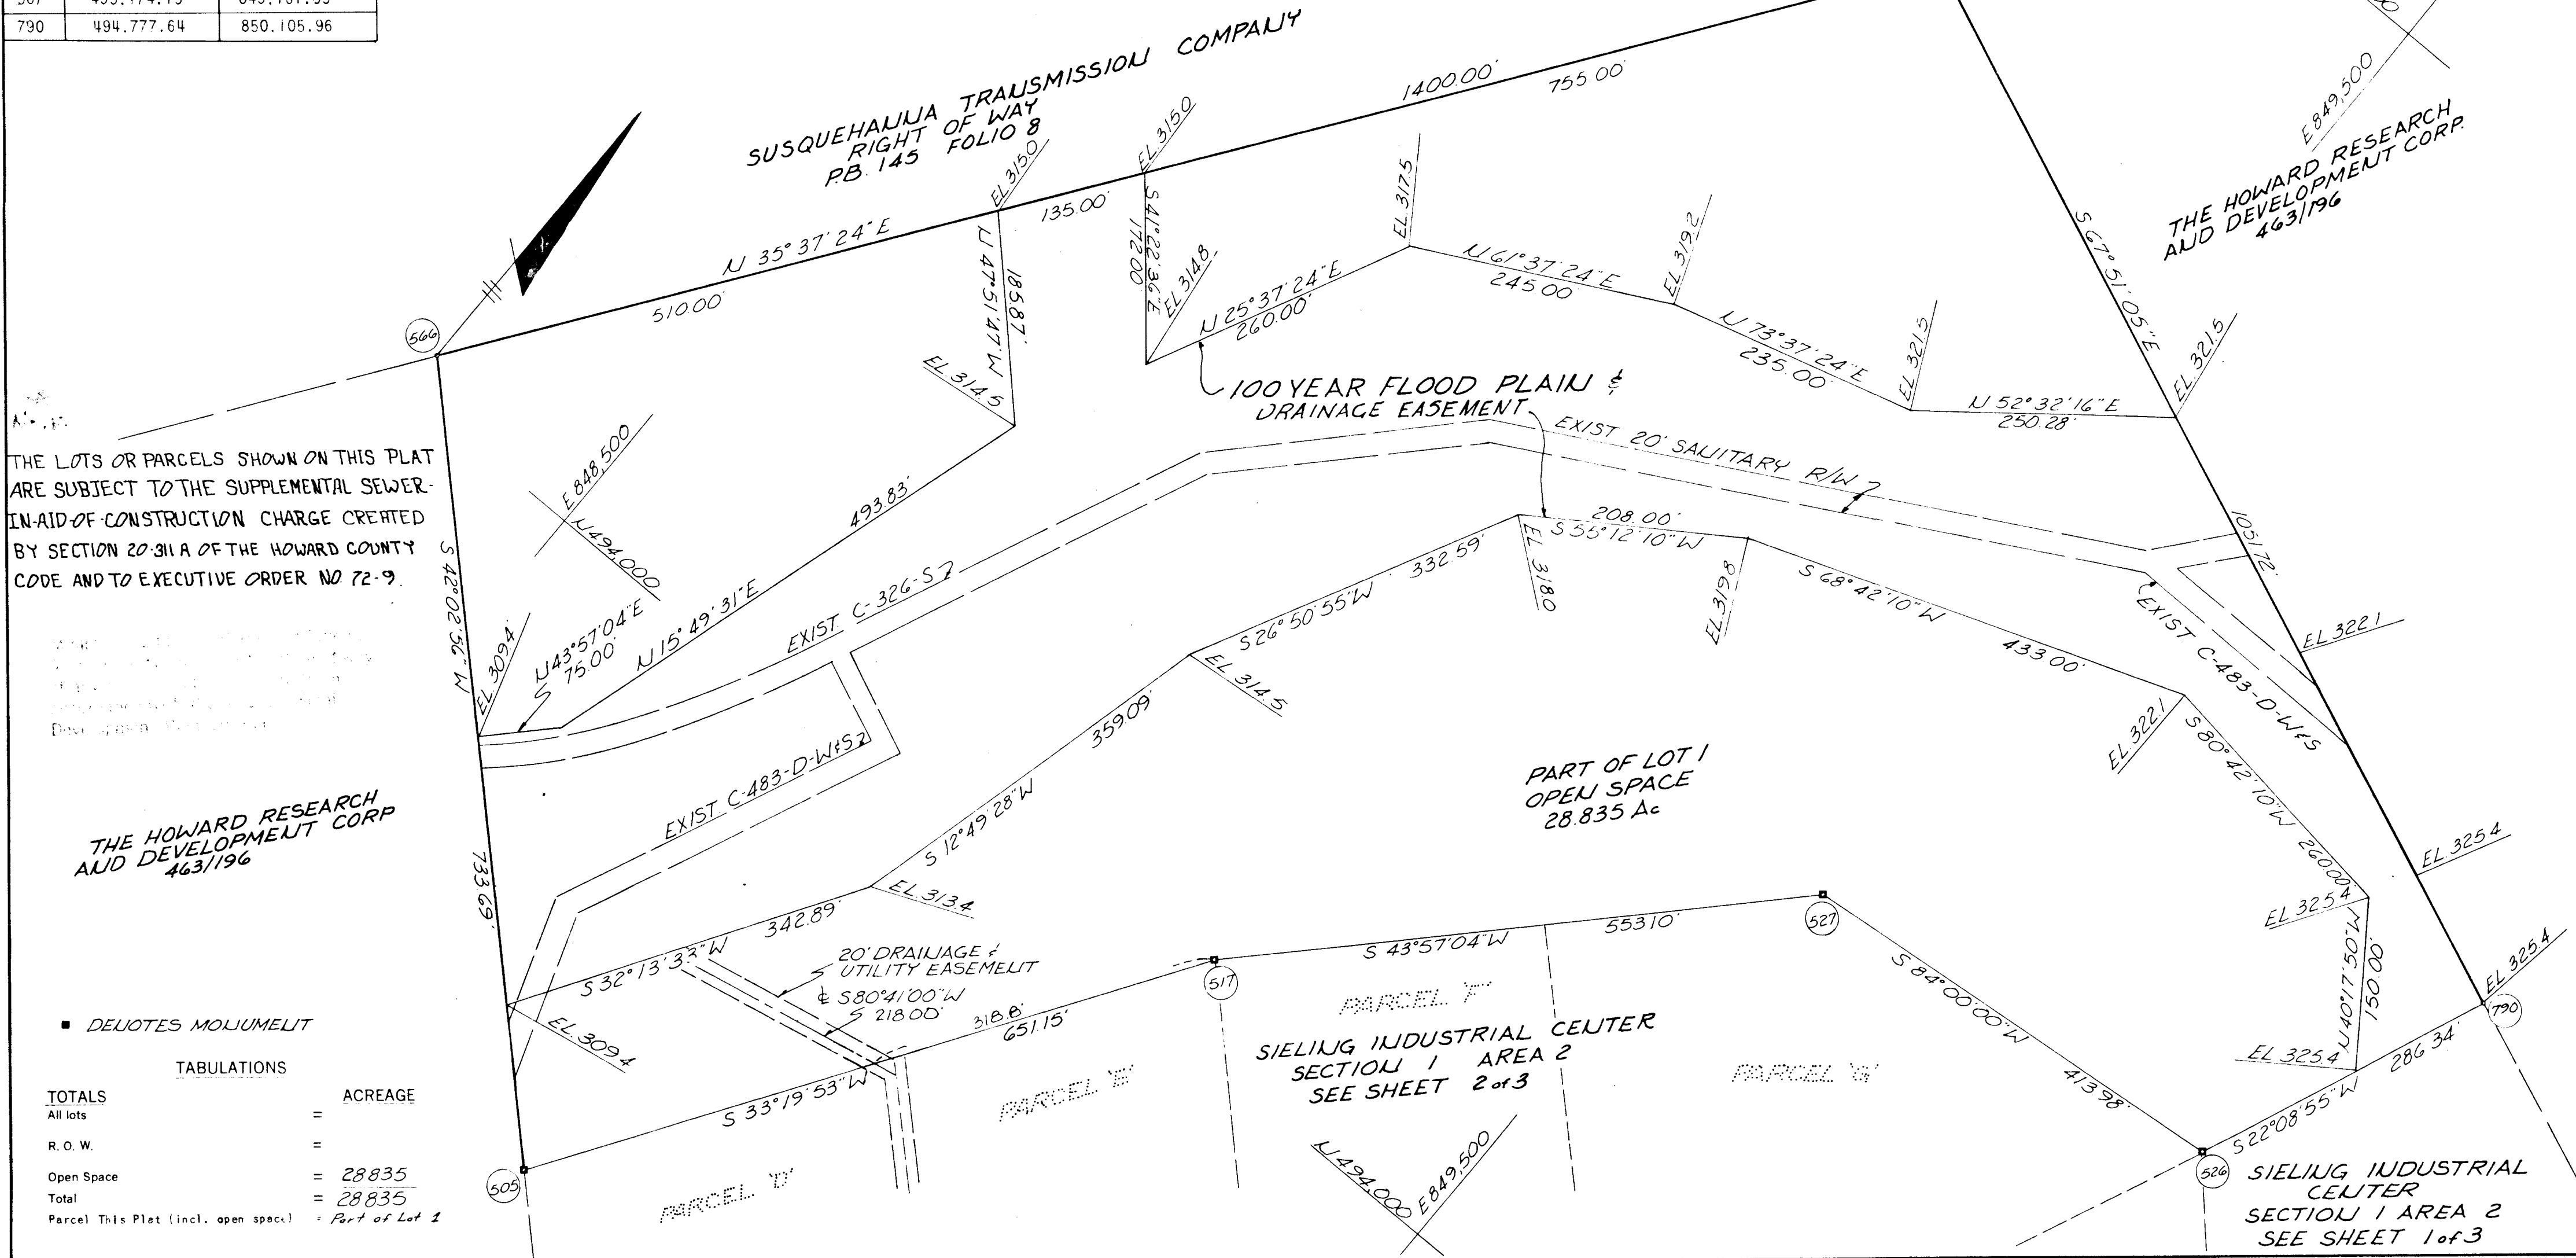 790 494.777.64 850.105.96
SUSQUEHANNA TRANSMISSION COMPANY
RIGHT OF WAY
P.B. 145 FOLIO 8
1400.00'
755.00'
E 849,500
THE HOWARD RESEARCH
AND DEVELOPMENT CORP.
463/196
566
N 35° 37' 24" E
510.00'
EL 315.0
135.00'
EL 315.0
N 47° 51' 47" W
185.87'
EL 314.5
S 41° 22' 36" E
172.00'
EL 314.8
N 25° 37' 24" E
260.00'
EL 317.5
N 61° 37' 24" E
245.00'
EL 319.2
N 73° 37' 24" E
235.00'
EL 321.5
N 52° 32' 16" E
250.28'
EL 321.5
S 67° 51' 05" E
1051.72'
100 YEAR FLOOD PLAIN &
DRAINAGE EASEMENT
EXIST 20' SANITARY R/W
THE LOTS OR PARCELS SHOWN ON THIS PLAT
ARE SUBJECT TO THE SUPPLEMENTAL SEWER-
IN-AID-OF-CONSTRUCTION CHARGE CREATED
BY SECTION 20-311 A OF THE HOWARD COUNTY
CODE AND TO EXECUTIVE ORDER NO. 72-9.
E 848,500
N 494,000
S 42° 02' 56" W
733.69'
EL 309.4
N 43° 57' 04" E
75.00'
N 15° 49' 31" E
493.83'
EXIST C-326-S
EXIST C-483-D-W&S
208.00'
S 55° 12' 10" W
EL 318.0
EL 319.8
S 68° 42' 10" W
433.00'
S 26° 50' 55" W
332.59'
EL 314.5
S 12° 49' 28" W
359.09'
EL 313.4
S 32° 13' 33" W
342.89'
EL 309.4
EXIST C-483-D-W&S
EL 322.1
EL 322.1
S 80° 42' 10" W
260.00'
EL 325.4
EL 325.4
N 40° 17' 50" W
150.00'
EL 325.4
EL 325.4
790
286.34'
S 22° 08' 55" W
526
PART OF LOT 1
OPEN SPACE
28.835 Ac
THE HOWARD RESEARCH
AND DEVELOPMENT CORP
463/196
20' DRAINAGE &
UTILITY EASEMENT
℄ S 80° 41' 00" W
218.00'
318.8'
651.15'
S 33° 19' 53" W
505
517
S 43° 57' 04" W
553.10'
527
S 84° 00' 00" W
413.98'
PARCEL 'D'
PARCEL 'E'
PARCEL 'F'
PARCEL 'G'
SIELING INDUSTRIAL CENTER
SECTION 1 AREA 2
SEE SHEET 2 of 3
N 494,000
E 849,500
SIELING INDUSTRIAL
CENTER
SECTION 1 AREA 2
SEE SHEET 1 of 3
■ DENOTES MONUMENT
TABULATIONS
TOTALS ACREAGE
All lots =
R. O. W. =
Open Space = 28835
Total = 28835
Parcel This Plat (incl. open space) = Part of Lot 1